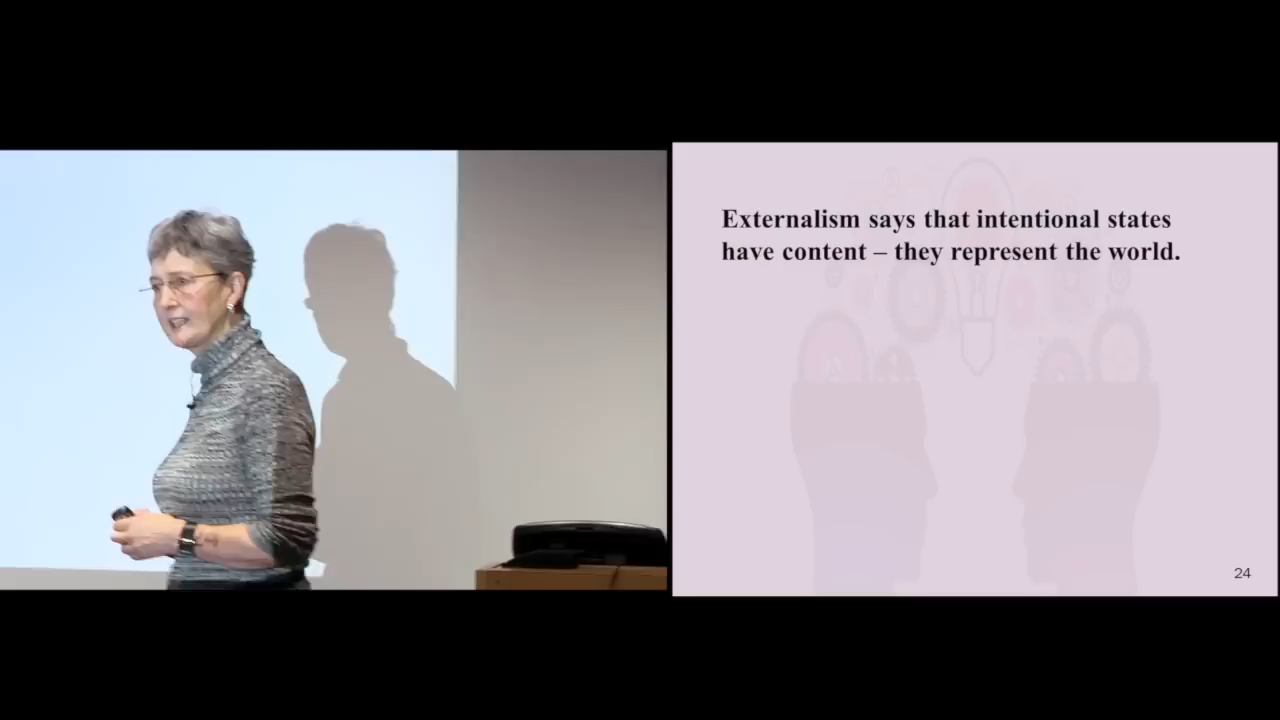 Externalism says that intentional states
have content – they represent the world.
24